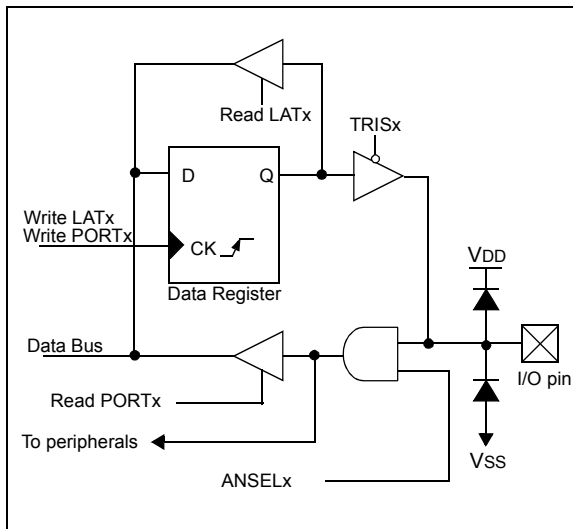 Read LATx
TRISx
D
Q
Write LATx
Write PORTx
CK
Data Register
VDD
Data Bus
I/O pin
Read PORTx
To peripherals
VSS
ANSELx